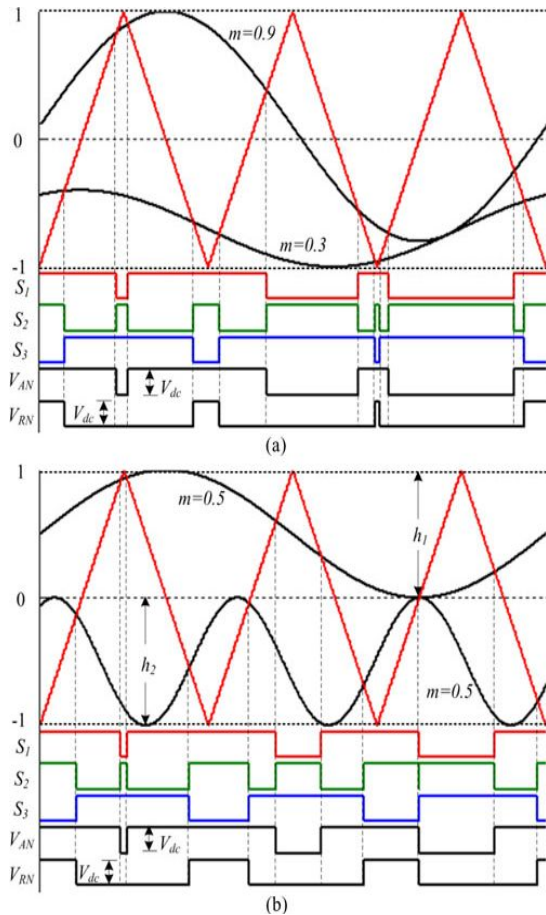 1
m=0.9
0
m=0.3
-1
S1
S2
S3
VAN
Vdc
VRN
Vdc
(a)
1
m=0.5
h1
0
h2
m=0.5
-1
S1
S2
S3
VAN
Vdc
VRN
Vdc
(b)